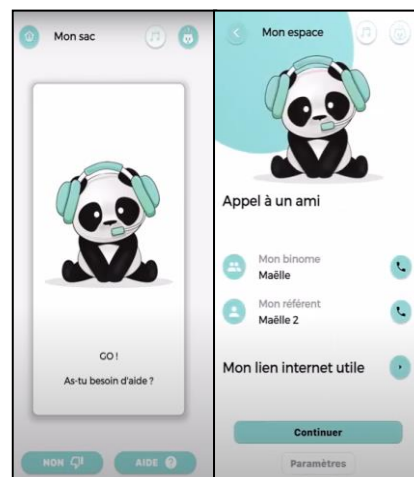 Mon sac
GO !
As-tu besoin d'aide ?
NON
AIDE ?
Mon espace
Appel à un ami
Mon binome
Maëlle
Mon référent
Maëlle 2
Mon lien internet utile
Continuer
Paramètres